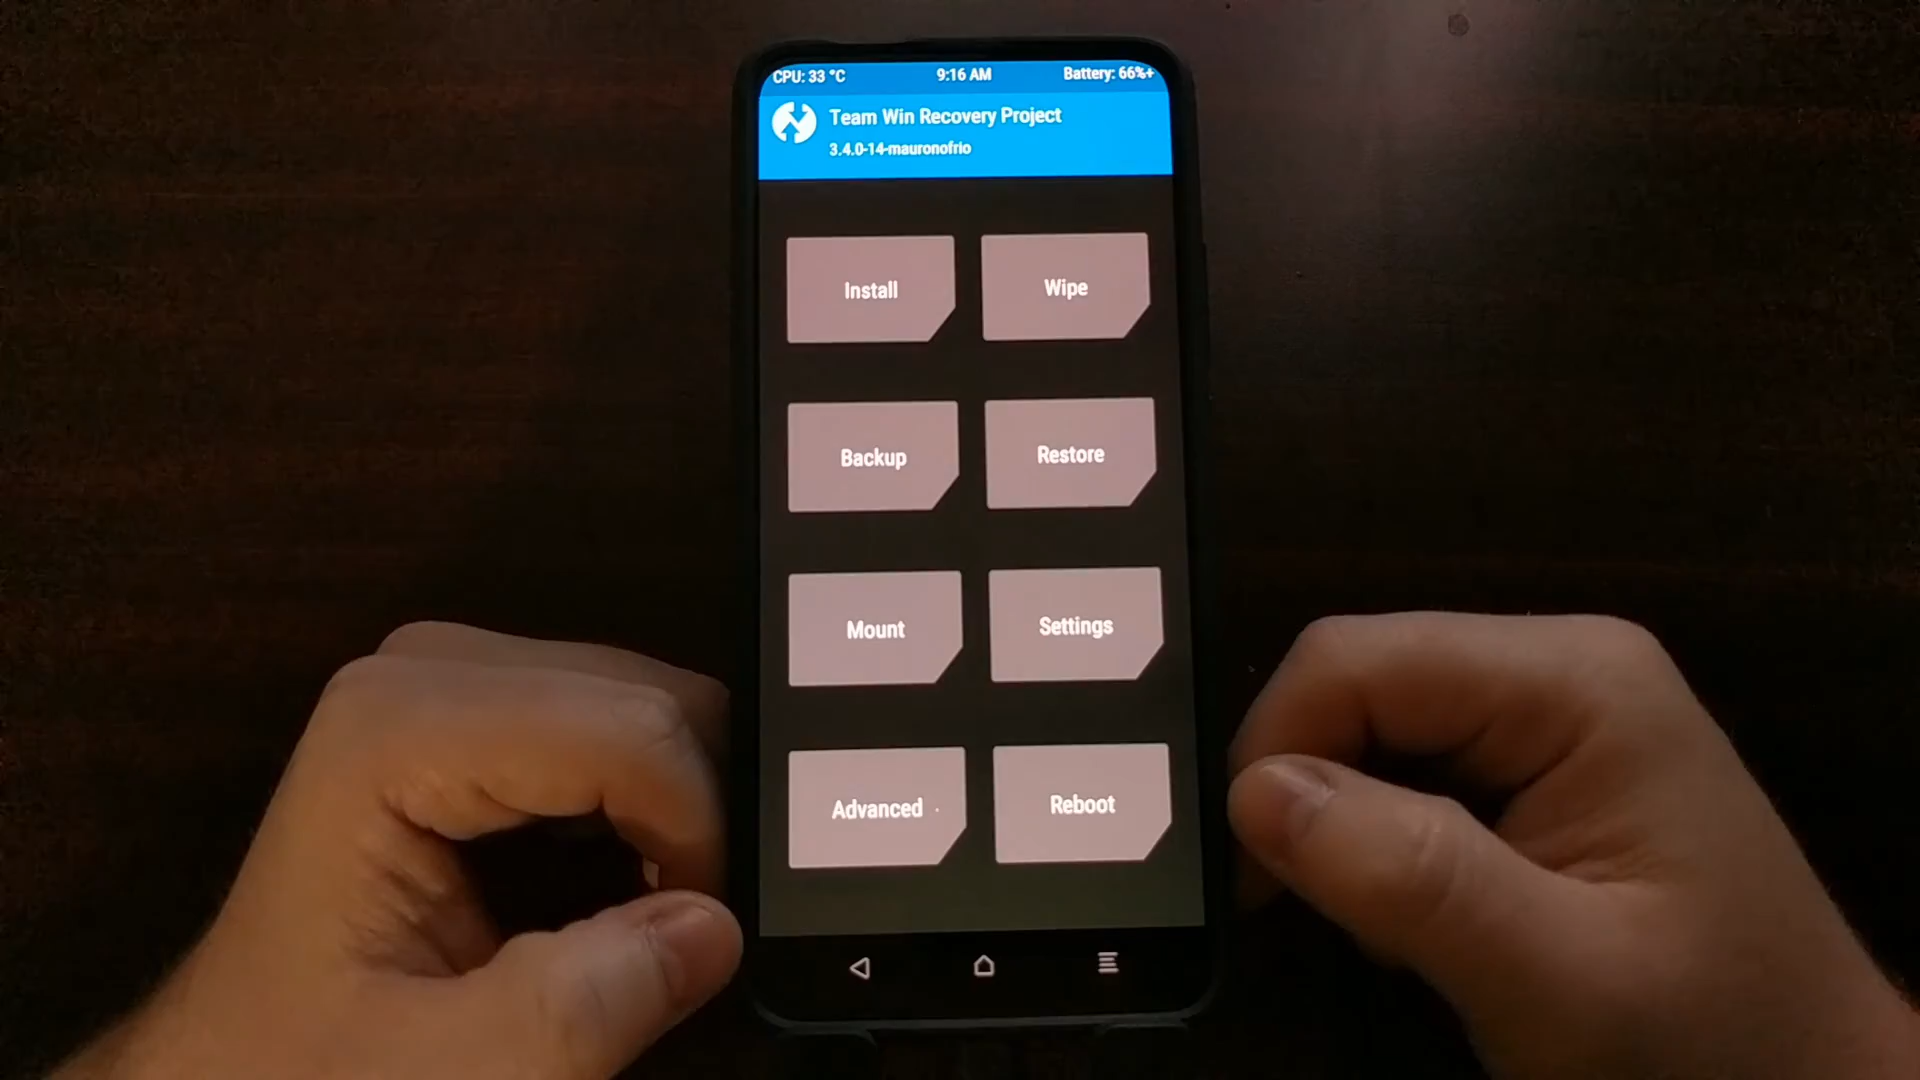 CPU: 33 °C 9:16 AM Battery: 66%+
Team Win Recovery Project
3.4.0-14-mauronofrio
Install Wipe
Backup Restore
Mount Settings
Advanced Reboot